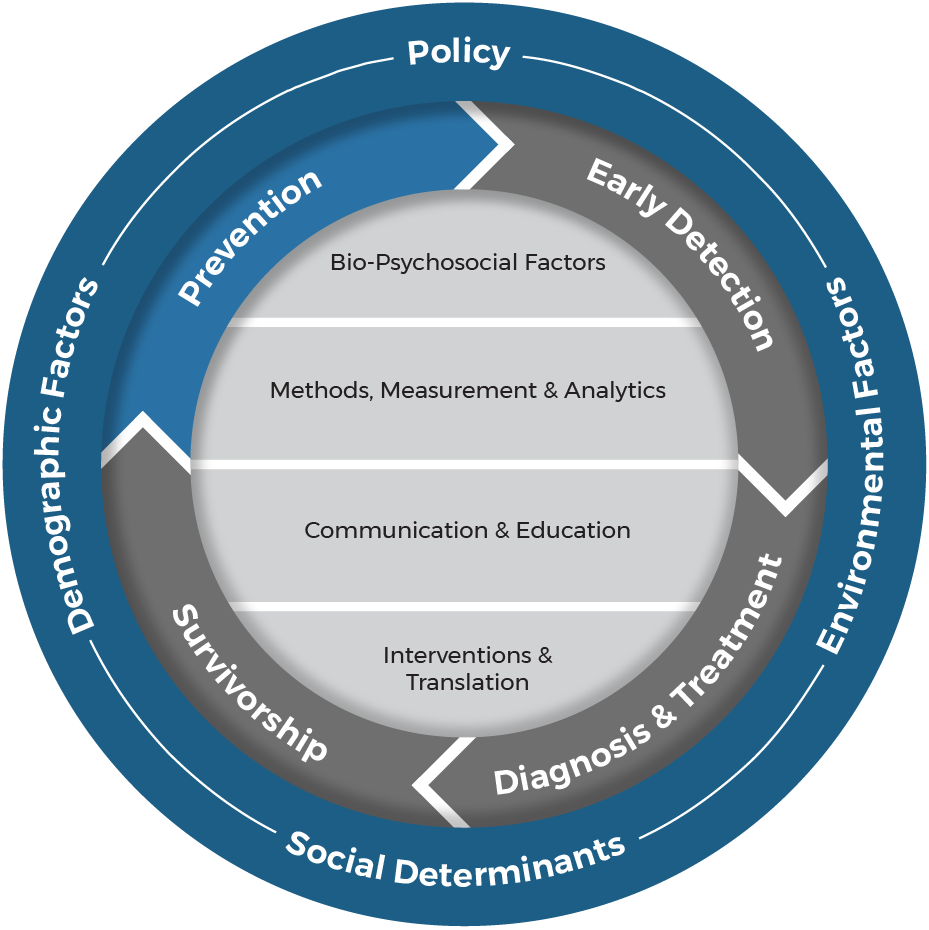 Policy
Prevention
Early Detection
Demographic Factors
Environmental Factors
Bio-Psychosocial Factors
Methods, Measurement & Analytics
Communication & Education
Interventions &
Translation
Survivorship
Diagnosis & Treatment
Social Determinants